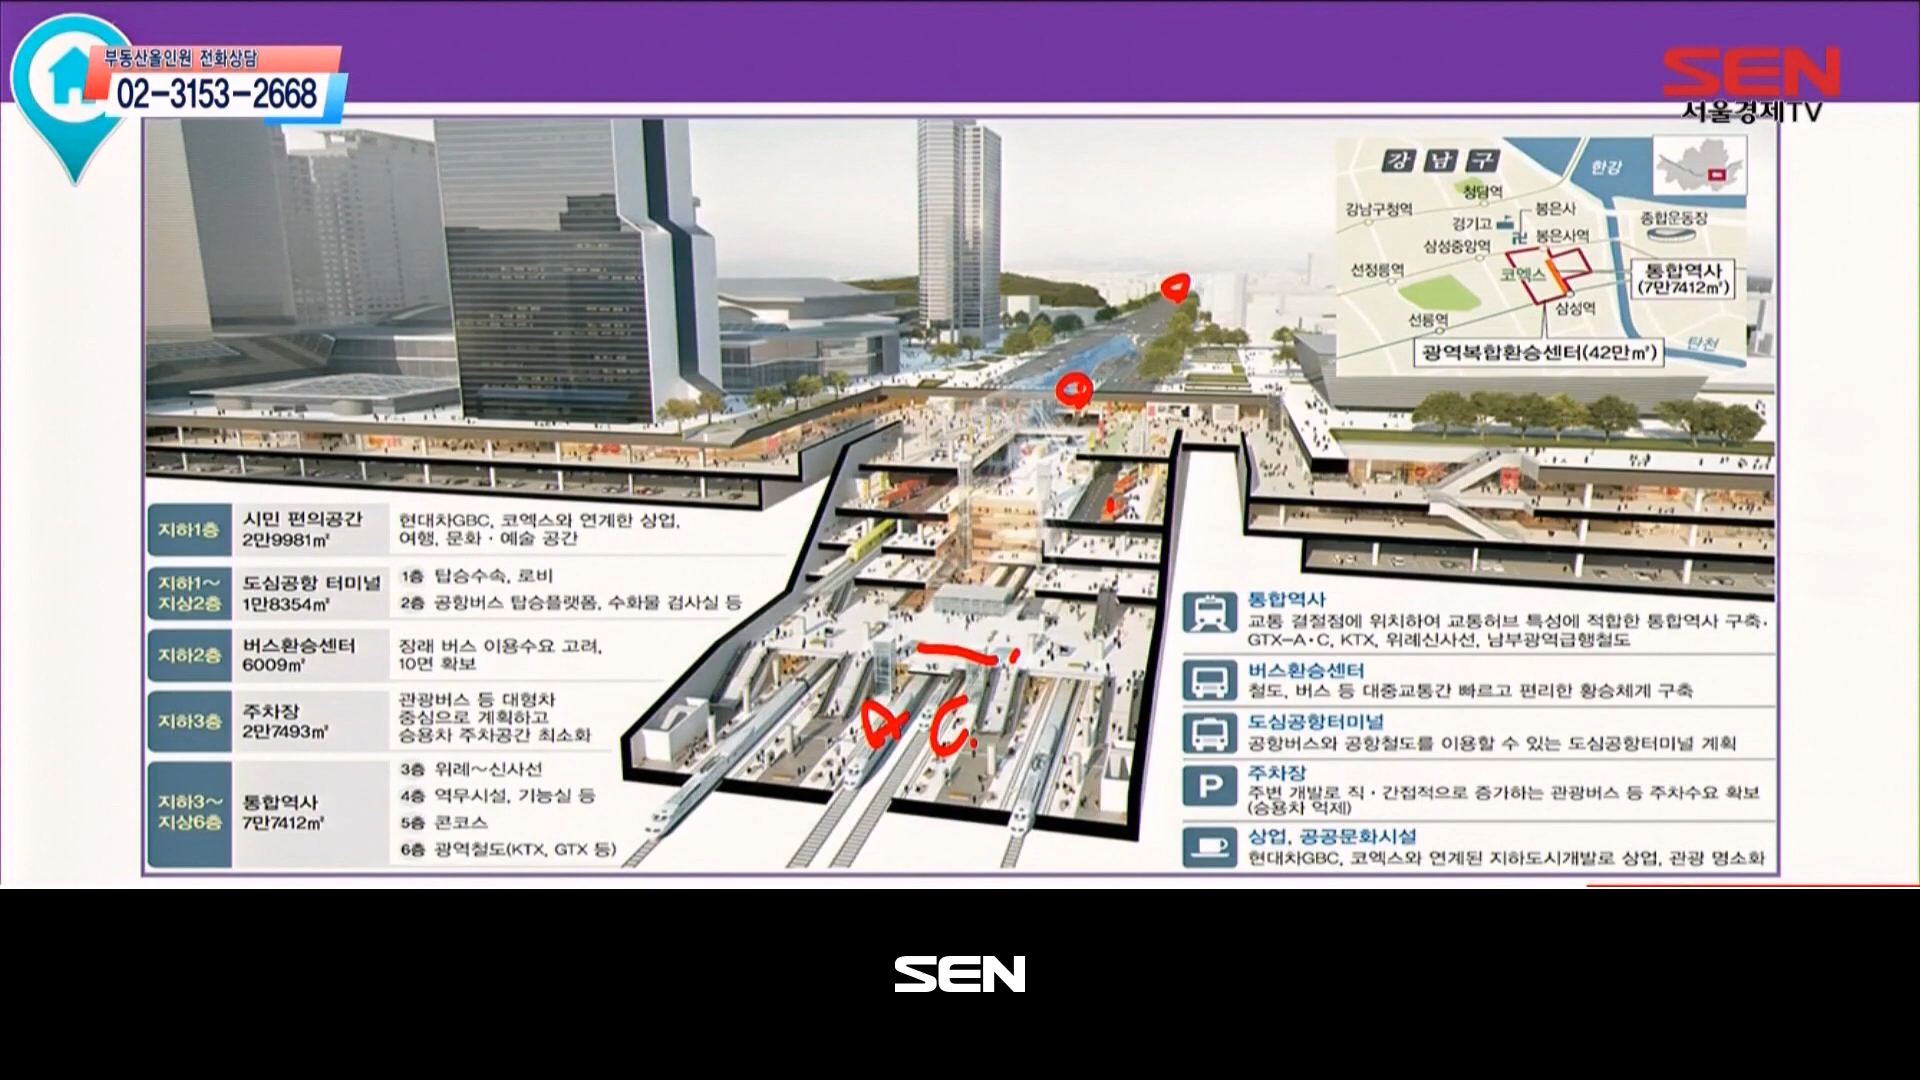 부동산올인원 전화상담
02-3153-2668
SEN
서울경제TV
강남구
한강
청담역
강남구청역
봉은사
경기고
종합운동장
삼성중앙역
봉은사역
선정릉역
코엑스
통합역사
(7만7412㎡)
삼성역
선릉역
탄천
광역복합환승센터(42만㎡)
지하1층
시민 편의공간
2만9981㎡
현대차GBC, 코엑스와 연계한 상업,
여행, 문화·예술 공간
지하1~
지상2층
도심공항 터미널
1만8354㎡
1층 탑승수속, 로비
2층 공항버스 탑승플랫폼, 수화물 검사실 등
지하2층
버스환승센터
6009㎡
장래 버스 이용수요 고려,
10면 확보
지하3층
주차장
2만7493㎡
관광버스 등 대형차
중심으로 계획하고
승용차 주차공간 최소화
지하3~
지상6층
통합역사
7만7412㎡
3층 위례~신사선
4층 역무시설, 기능실 등
5층 콘코스
6층 광역철도(KTX, GTX 등)
A C
통합역사
교통 결절점에 위치하여 교통허브 특성에 적합한 통합역사 구축·
GTX-A·C, KTX, 위례신사선, 남부광역급행철도
버스환승센터
철도, 버스 등 대중교통간 빠르고 편리한 황승체계 구축
도심공항터미널
공항버스와 공항철도를 이용할 수 있는 도심공항터미널 계획
P
주차장
주변 개발로 직·간접적으로 증가하는 관광버스 등 주차수요 확보
(승용차 억제)
상업, 공공문화시설
현대차GBC, 코엑스와 연계된 지하도시개발로 상업, 관광 명소화
SEN